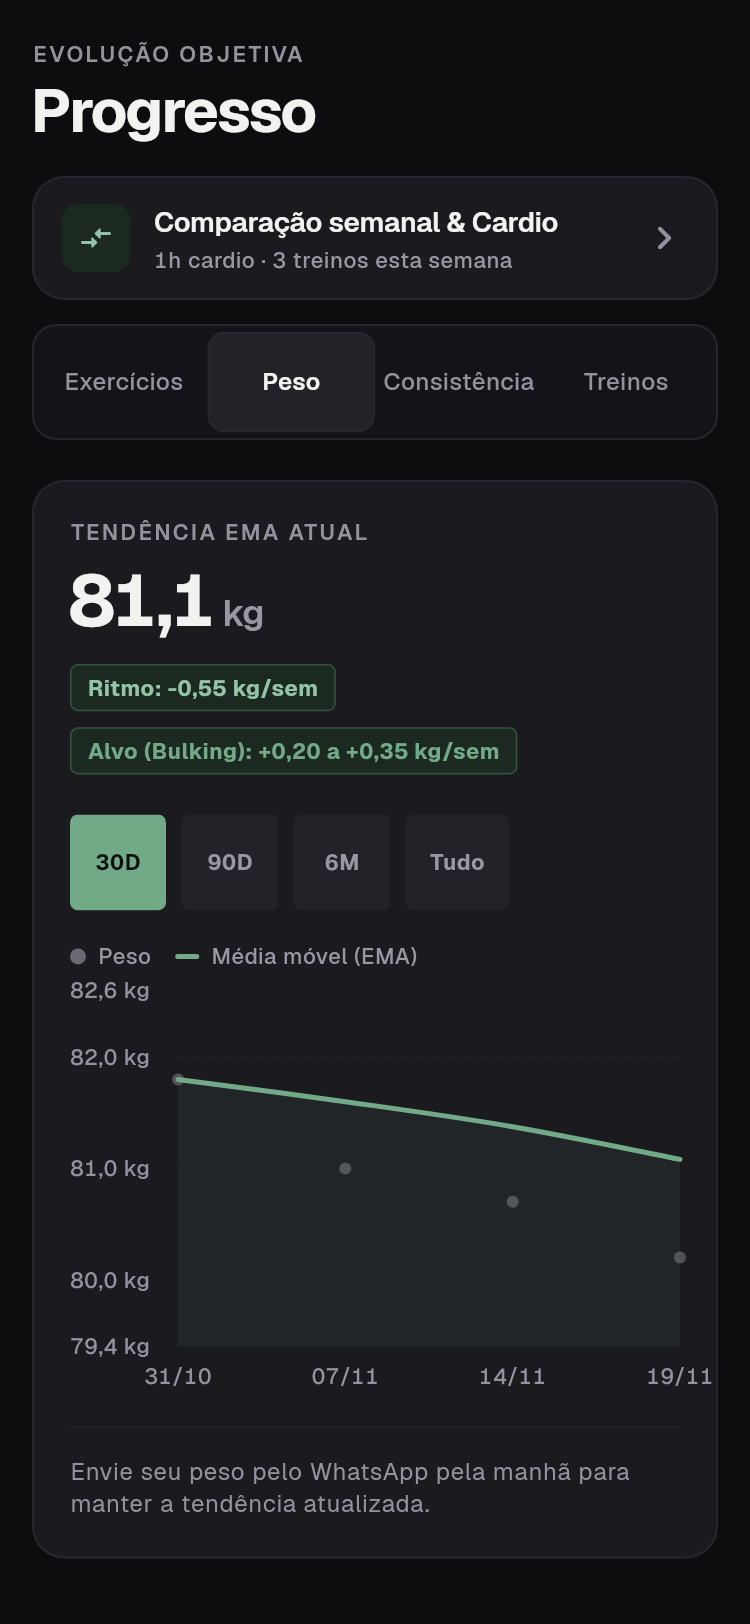 EVOLUÇÃO OBJETIVA
Progresso
Comparação semanal & Cardio
1h cardio · 3 treinos esta semana
Exercícios Peso Consistência Treinos
TENDÊNCIA EMA ATUAL
81,1 kg
Ritmo: -0,55 kg/sem
Alvo (Bulking): +0,20 a +0,35 kg/sem
30D 90D 6M Tudo
Peso Média móvel (EMA)
82,6 kg
82,0 kg
81,0 kg
80,0 kg
79,4 kg
31/10 07/11 14/11 19/11
Envie seu peso pelo WhatsApp pela manhã para
manter a tendência atualizada.